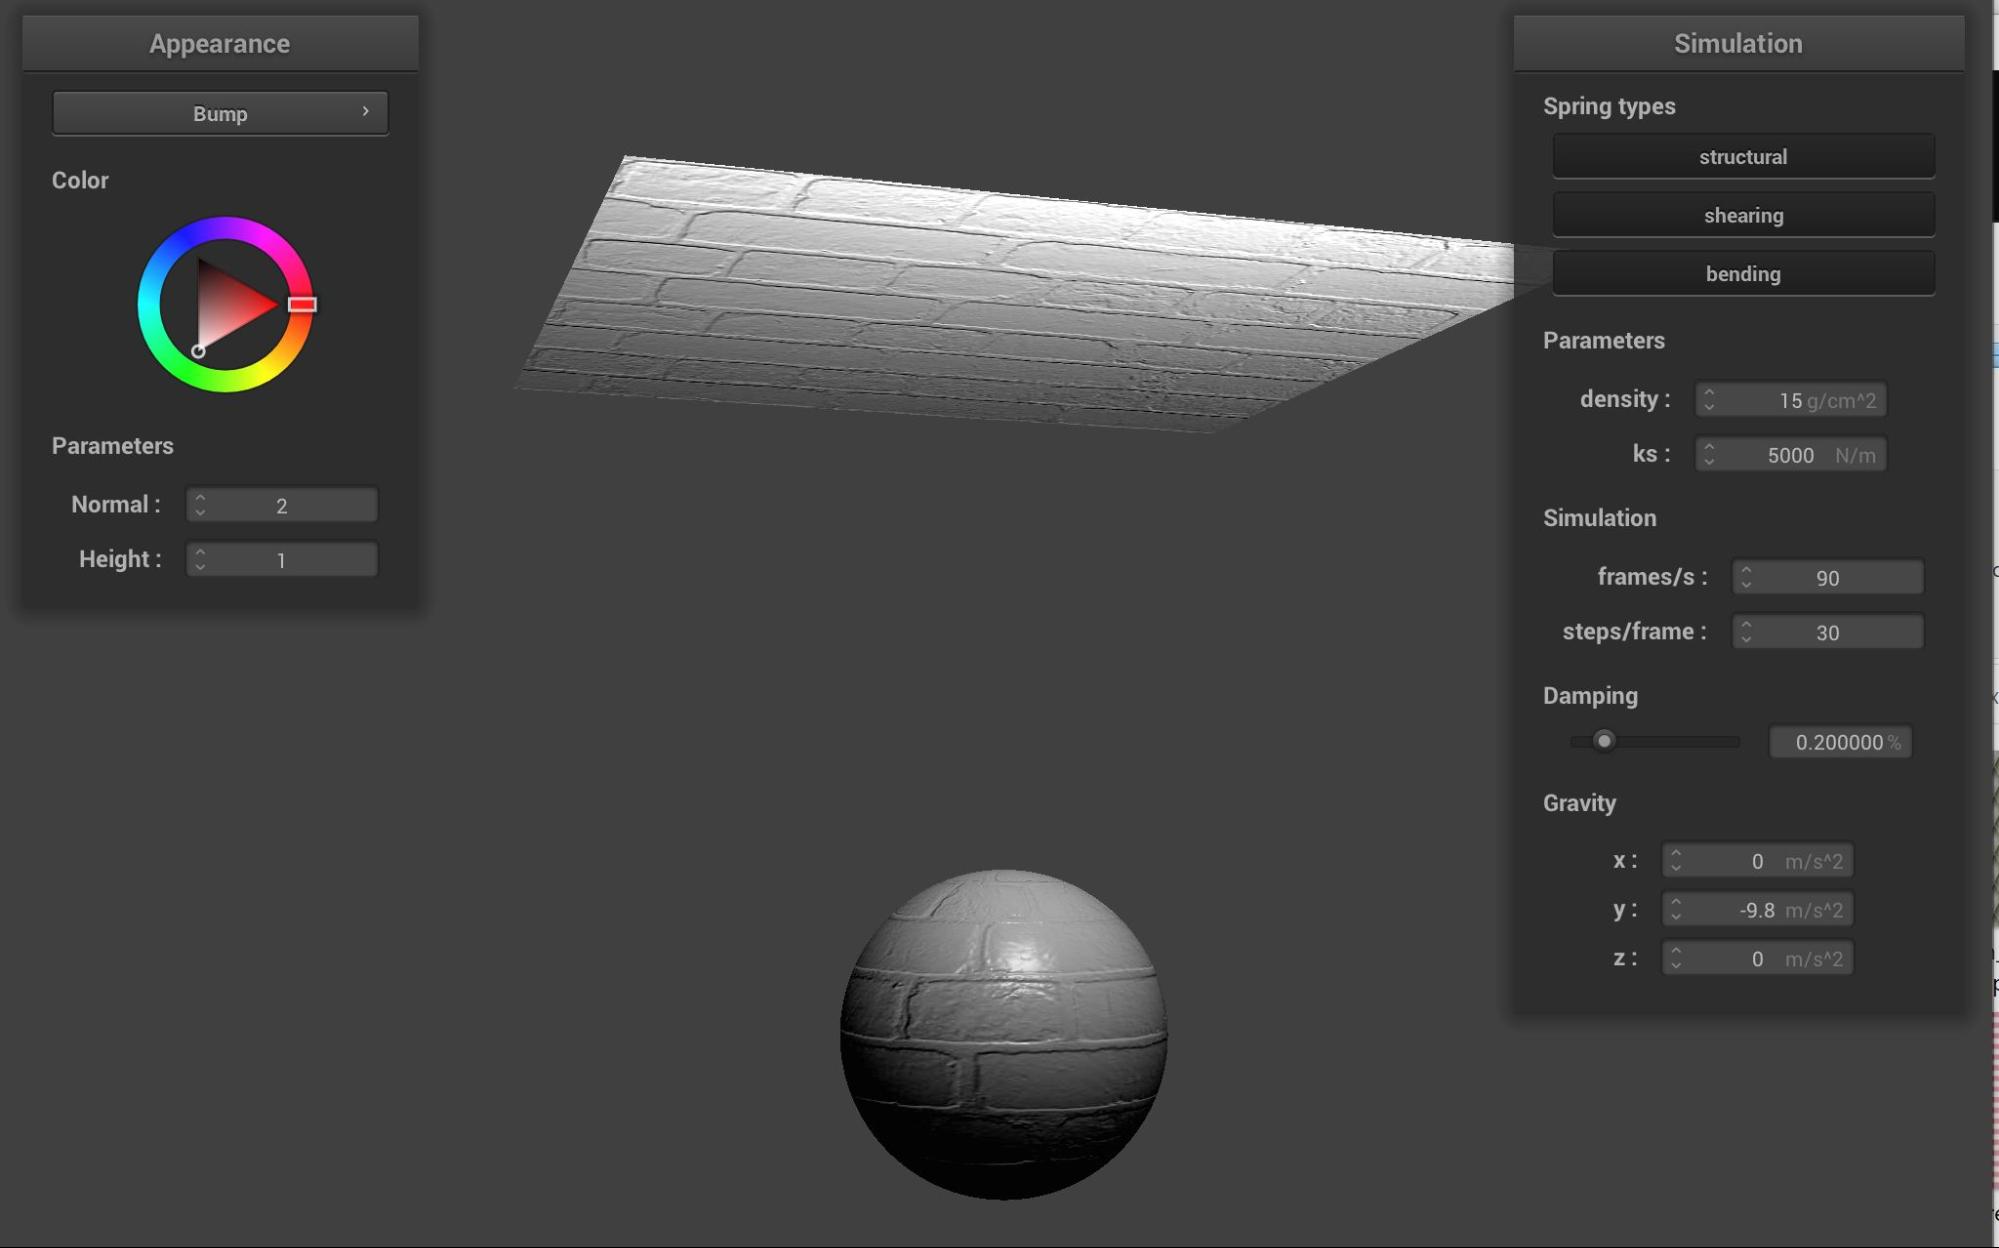 Appearance
Bump
Color
Parameters
Normal : 2
Height : 1
Simulation
Spring types
structural
shearing
bending
Parameters
density : 15 g/cm^2
ks : 5000 N/m
Simulation
frames/s : 90
steps/frame : 30
Damping
0.200000 %
Gravity
x : 0 m/s^2
y : -9.8 m/s^2
z : 0 m/s^2